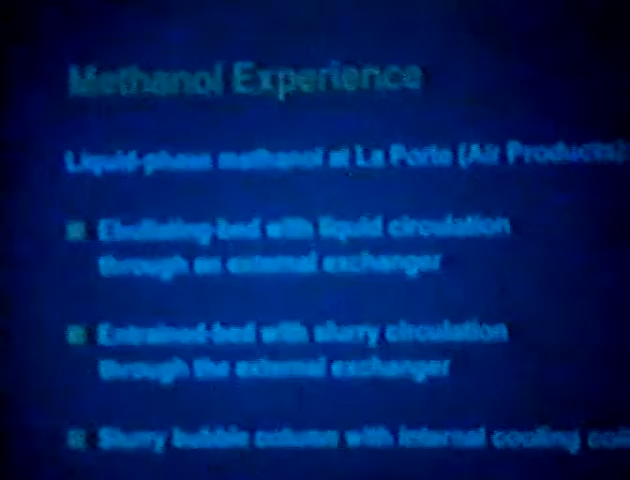 Methanol Experience
Liquid-phase methanol at La Porte (Air Products):
Ebullating-bed with liquid circulation
through an external exchanger
Entrained-bed with slurry circulation
through the external exchanger
Slurry bubble column with internal cooling